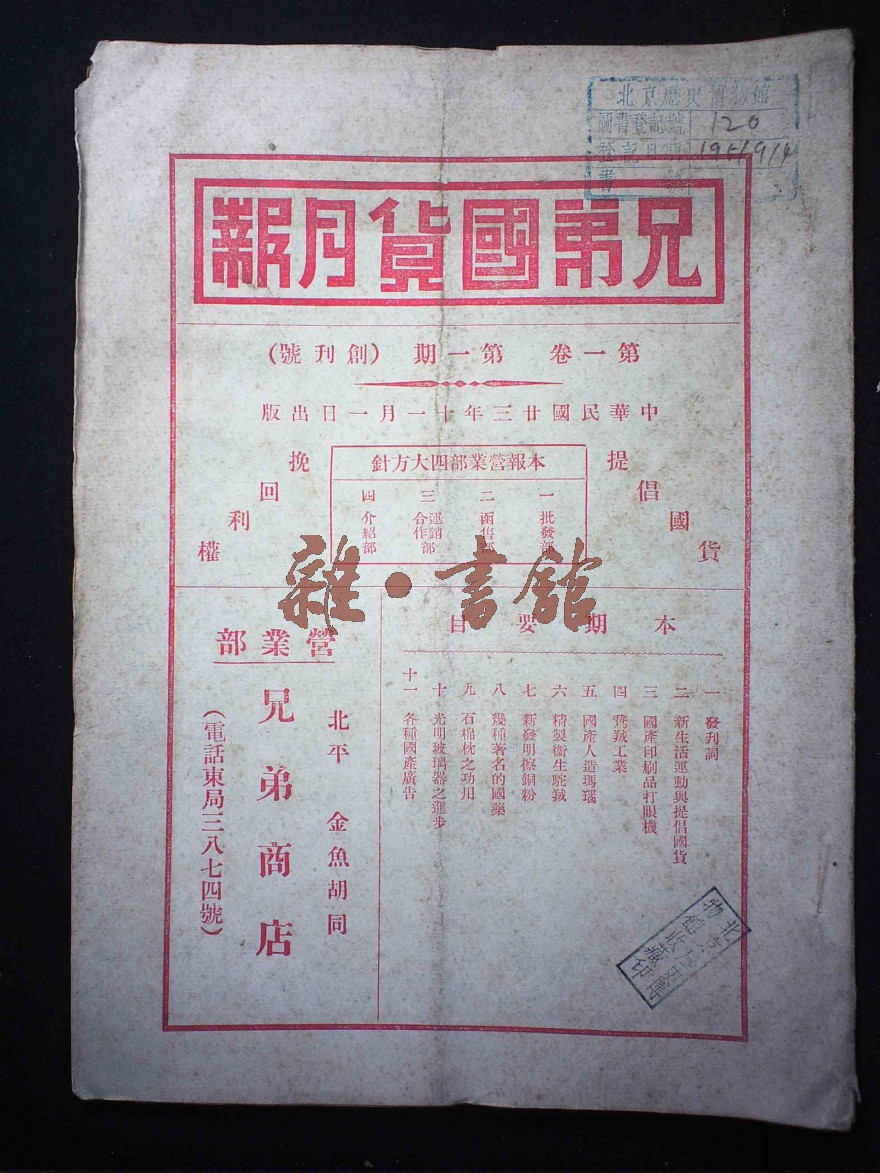 北京歷史博物館
圖書登記號 120
登記日期 1951914
書
兄弟國貨月報
第一卷 第一期 (創刊號)
中華民國廿三年十一月一日出版
提倡國貨
本報營業部四大方針
一 批發部
二 函售部
三 運銷合作部
四 介紹部
挽回利權
雜·書館
本期要目
一 發刊詞
二 新生活運動與提倡國貨
三 國產印刷品打眼機
四 氊毧工業
五 國產人造瑪瑙
六 精製衛生駝毧
七 新發明擦銅粉
八 幾種著名的國藥
九 石棉枕之功用
十 光明玻璃器之進步
十一 各種國產廣告
營業部
北平 金魚胡同
兄弟商店
(電話東局三八七四號)
北京歷史博
物館收藏印